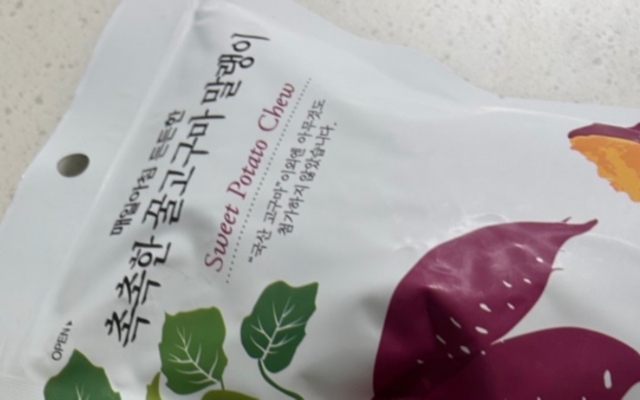 매일아침 든든한
촉촉한 꿀고구마 말랭이
Sweet Potato Chew
"국산 고구마" 이외엔 아무것도
첨가하지 않았습니다.
OPEN